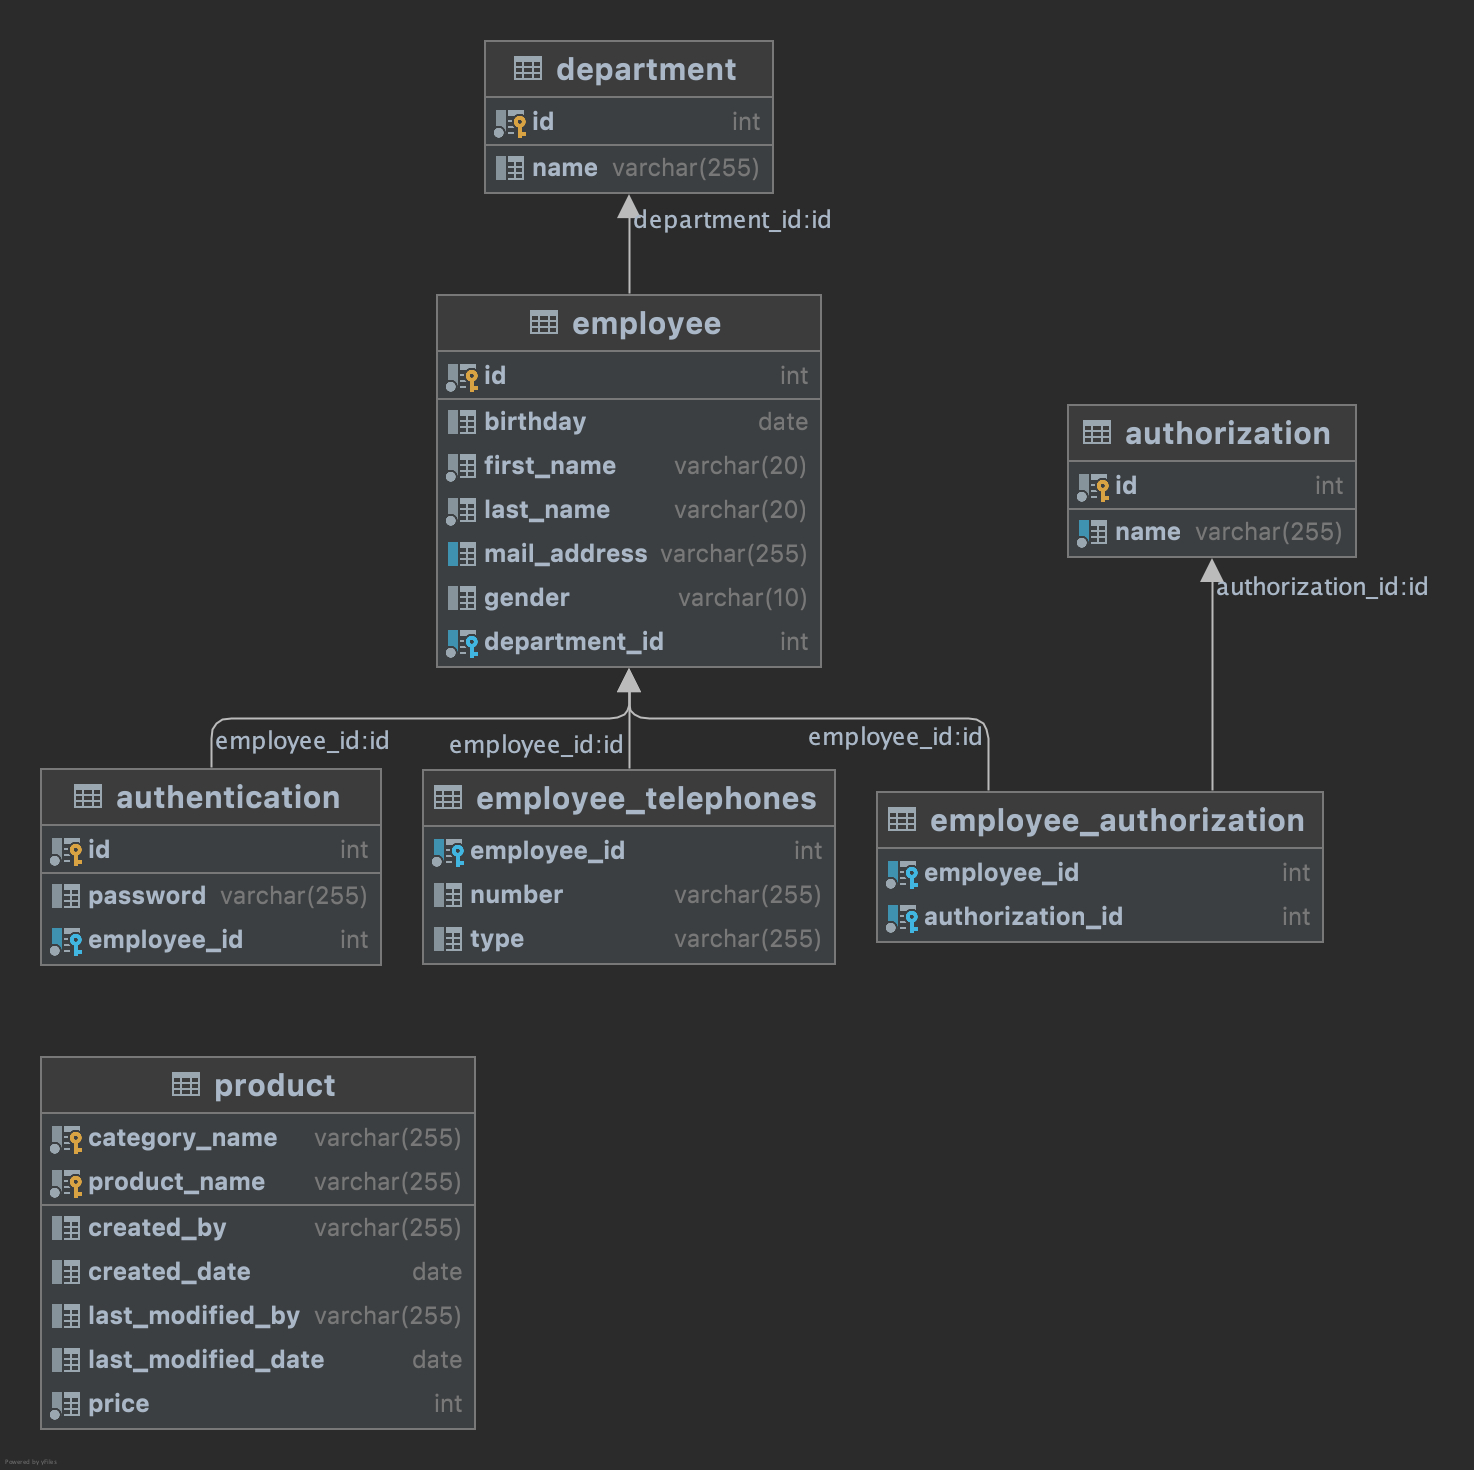 department
id int
name varchar(255)
department_id:id
employee
id int
birthday date
first_name varchar(20)
last_name varchar(20)
mail_address varchar(255)
gender varchar(10)
department_id int
authorization
id int
name varchar(255)
authorization_id:id
employee_id:id
employee_id:id
employee_id:id
authentication
id int
password varchar(255)
employee_id int
employee_telephones
employee_id int
number varchar(255)
type varchar(255)
employee_authorization
employee_id int
authorization_id int
product
category_name varchar(255)
product_name varchar(255)
created_by varchar(255)
created_date date
last_modified_by varchar(255)
last_modified_date date
price int
Powered by yFiles